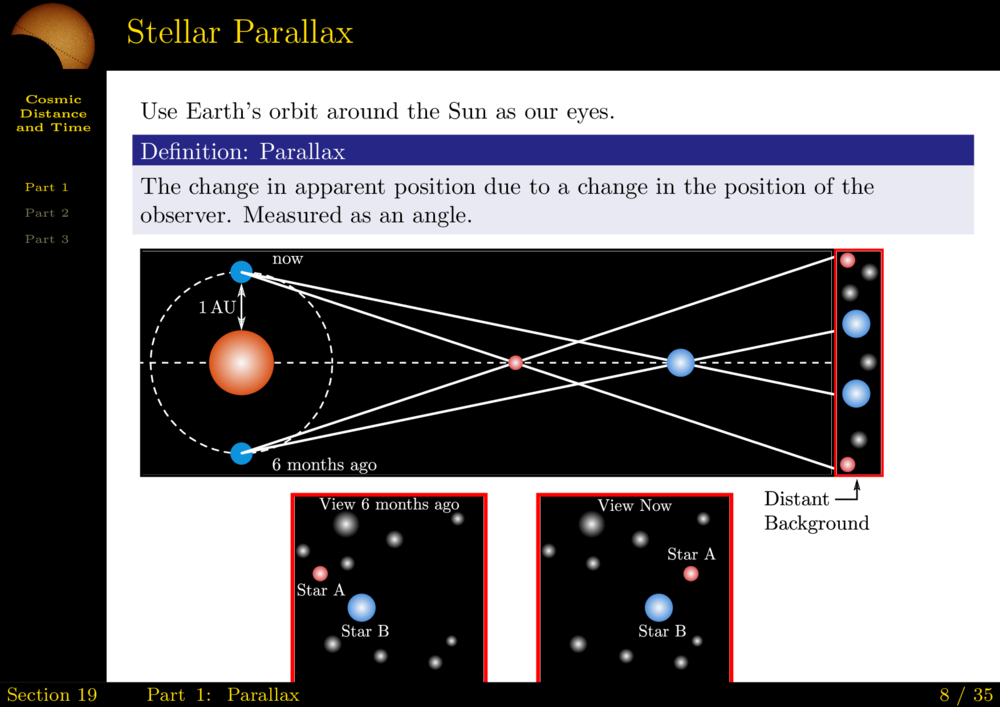 Stellar Parallax
Cosmic
Distance
and Time
Part 1
Part 2
Part 3
Use Earth's orbit around the Sun as our eyes.
Definition: Parallax
The change in apparent position due to a change in the position of the
observer. Measured as an angle.
now
1 AU
6 months ago
Distant
Background
View 6 months ago
Star A
Star B
View Now
Star A
Star B
Section 19
Part 1: Parallax
8 / 35